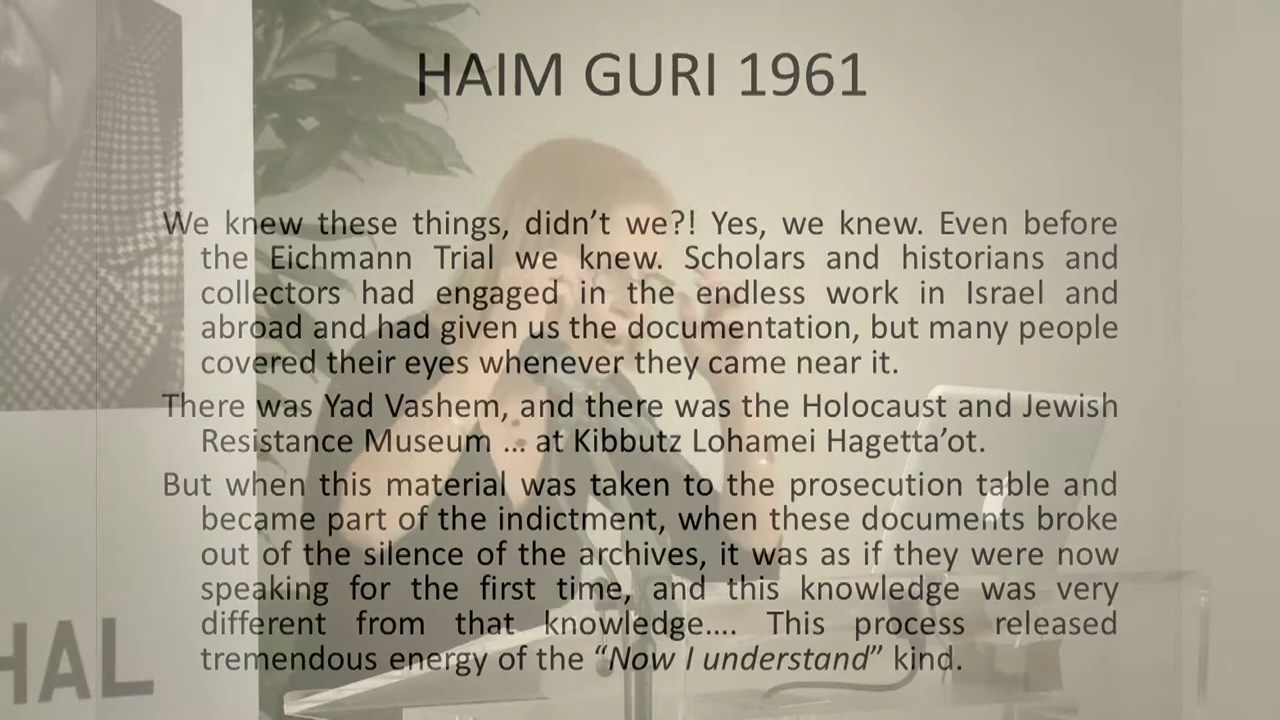 HAIM GURI 1961
We knew these things, didn’t we?! Yes, we knew. Even before
the Eichmann Trial we knew. Scholars and historians and
collectors had engaged in the endless work in Israel and
abroad and had given us the documentation, but many people
covered their eyes whenever they came near it.
There was Yad Vashem, and there was the Holocaust and Jewish
Resistance Museum ... at Kibbutz Lohamei Hagetta’ot.
But when this material was taken to the prosecution table and
became part of the indictment, when these documents broke
out of the silence of the archives, it was as if they were now
speaking for the first time, and this knowledge was very
different from that knowledge.... This process released
tremendous energy of the “Now I understand” kind.
HAL